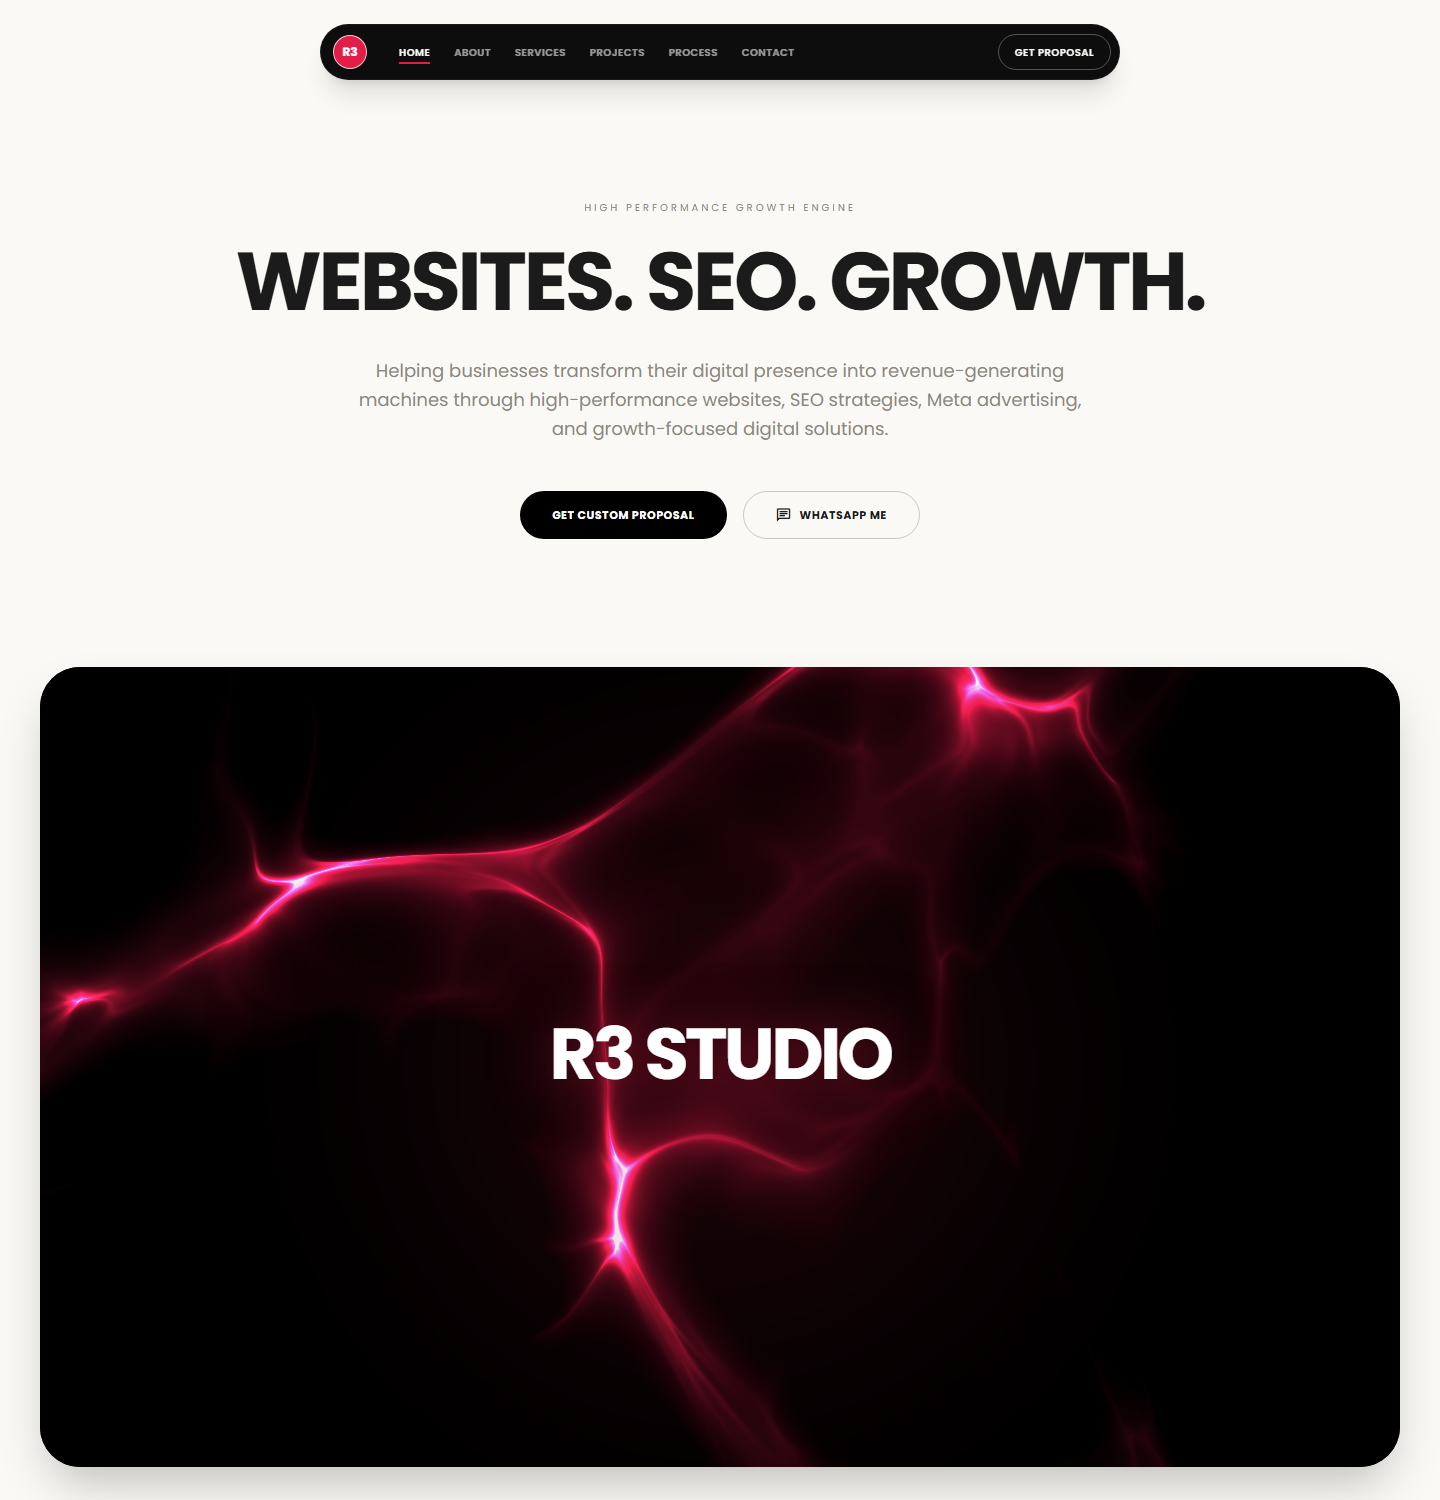 R3
HOME ABOUT SERVICES PROJECTS PROCESS CONTACT GET PROPOSAL
HIGH PERFORMANCE GROWTH ENGINE
WEBSITES. SEO. GROWTH.
Helping businesses transform their digital presence into revenue-generating
machines through high-performance websites, SEO strategies, Meta advertising,
and growth-focused digital solutions.
GET CUSTOM PROPOSAL WHATSAPP ME
R3 STUDIO